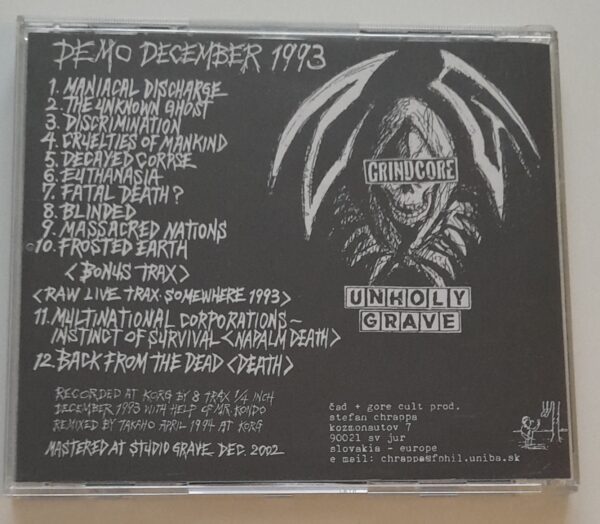 DEMO DECEMBER 1993
1. MANIACAL DISCHARGE
2. THE UNKNOWN GHOST
3. DISCRIMINATION
4. CRUELTIES OF MANKIND
5. DECAYED CORPSE
6. EUTHANASIA
7. FATAL DEATH?
8. BLINDED
9. MASSACRED NATIONS
10. FROSTED EARTH
<BONUS TRAX>
<RAW LIVE TRAX SOMEWHERE 1993>
11. MULTINATIONAL CORPORATIONS~
INSTINCT OF SURVIVAL <NAPALM DEATH>
12. BACK FROM THE DEAD <DEATH>
RECORDED AT KORG BY 8 TRAX 1/4 INCH
DECEMBER 1993 WITH HELP OF MR. KONDO
REMIXED BY TAKAHO APRIL 1994 AT KORG
MASTERED AT STUDIO GRAVE DEC. 2002
GRINDCORE
UNHOLY
GRAVE
čad + gore cult prod.
stefan chrappa
kozmonautov 7
90021 sv jur
slovakia - europe
e mail: chrappa@fphil.uniba.sk